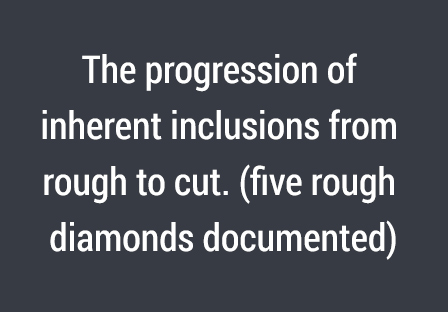 The progression of
inherent inclusions from
rough to cut. (five rough
diamonds documented)